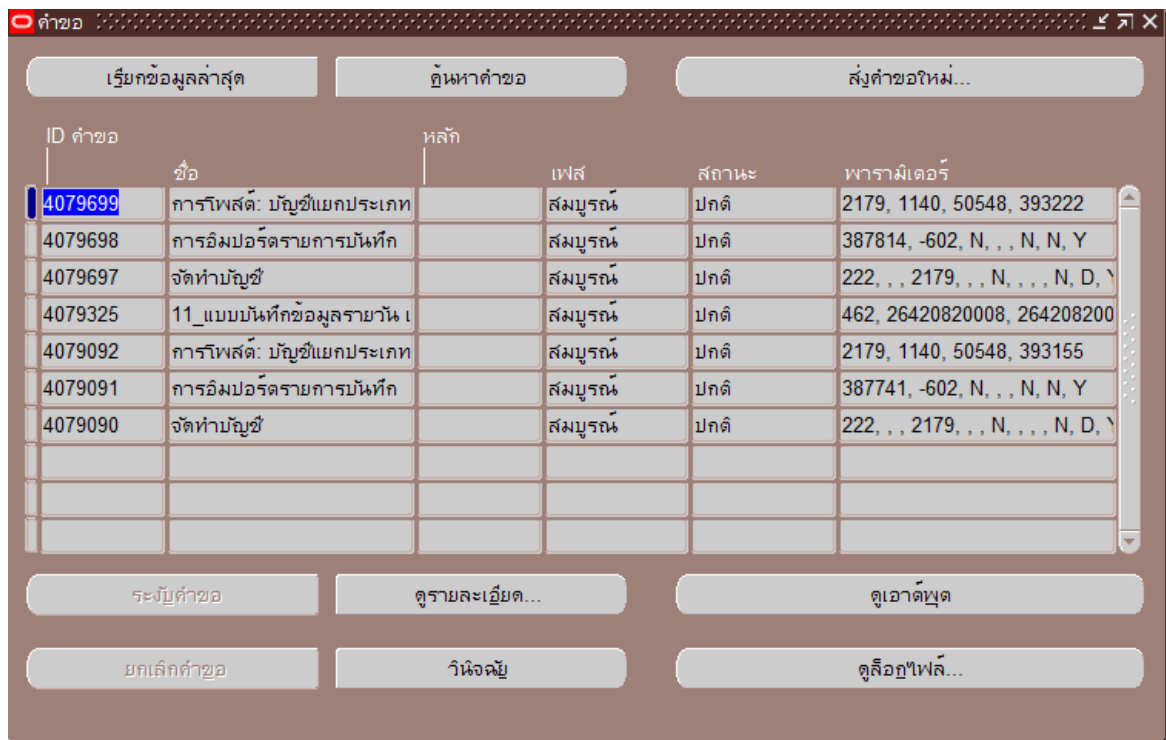 คำขอ
เรียกข้อมูลล่าสุด ค้นหาคำขอ ส่งคำขอใหม่...
ID คำขอ หลัก
ชื่อ เฟส สถานะ พารามิเตอร์
4079699 การโพสต์: บัญชีแยกประเภท สมบูรณ์ ปกติ 2179, 1140, 50548, 393222
4079698 การอิมปอร์ตรายการบันทึก สมบูรณ์ ปกติ 387814, -602, N, , , N, N, Y
4079697 จัดทำบัญชี สมบูรณ์ ปกติ 222, , , 2179, , , N, , , , N, D, Y
4079325 11_แบบบันทึกข้อมูลรายวัน เ สมบูรณ์ ปกติ 462, 26420820008, 264208200
4079092 การโพสต์: บัญชีแยกประเภท สมบูรณ์ ปกติ 2179, 1140, 50548, 393155
4079091 การอิมปอร์ตรายการบันทึก สมบูรณ์ ปกติ 387741, -602, N, , , N, N, Y
4079090 จัดทำบัญชี สมบูรณ์ ปกติ 222, , , 2179, , , N, , , , N, D, Y
ระงับคำขอ ดูรายละเอียด... ดูเอาต์พุต
ยกเลิกคำขอ วินิจฉัย ดูล็อกไฟล์...